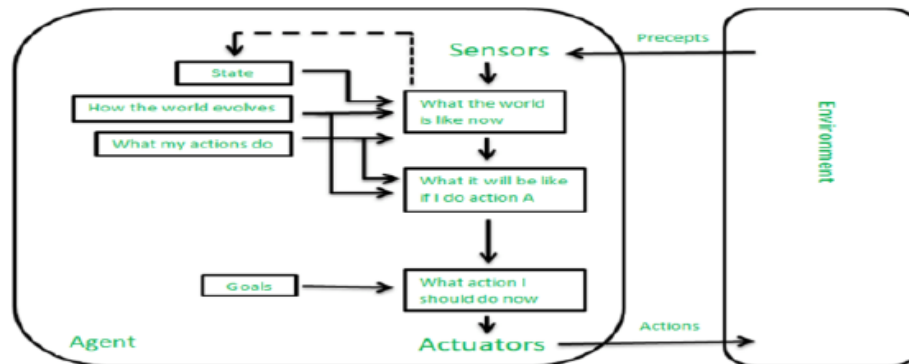 Precepts
Sensors
State
How the world evolves
What the world
is like now
What my actions do
What it will be like
if I do action A
Environment
Goals
What action I
should do now
Agent
Actuators
Actions